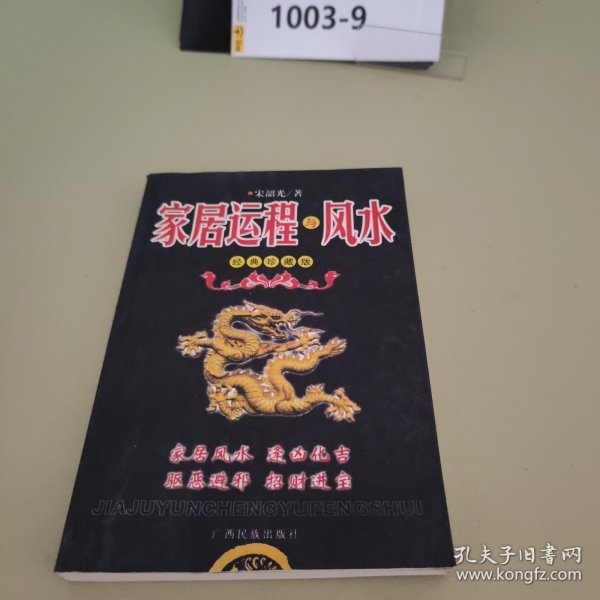 1003-9
宋韶光/著
家居运程与风水
经典珍藏版
家居风水 逢凶化吉
驱恶避邪 招财进宝
JIAJUYUNCHENGYUFENGSHUI
广西民族出版社
孔夫子旧书网
www.kongfz.com